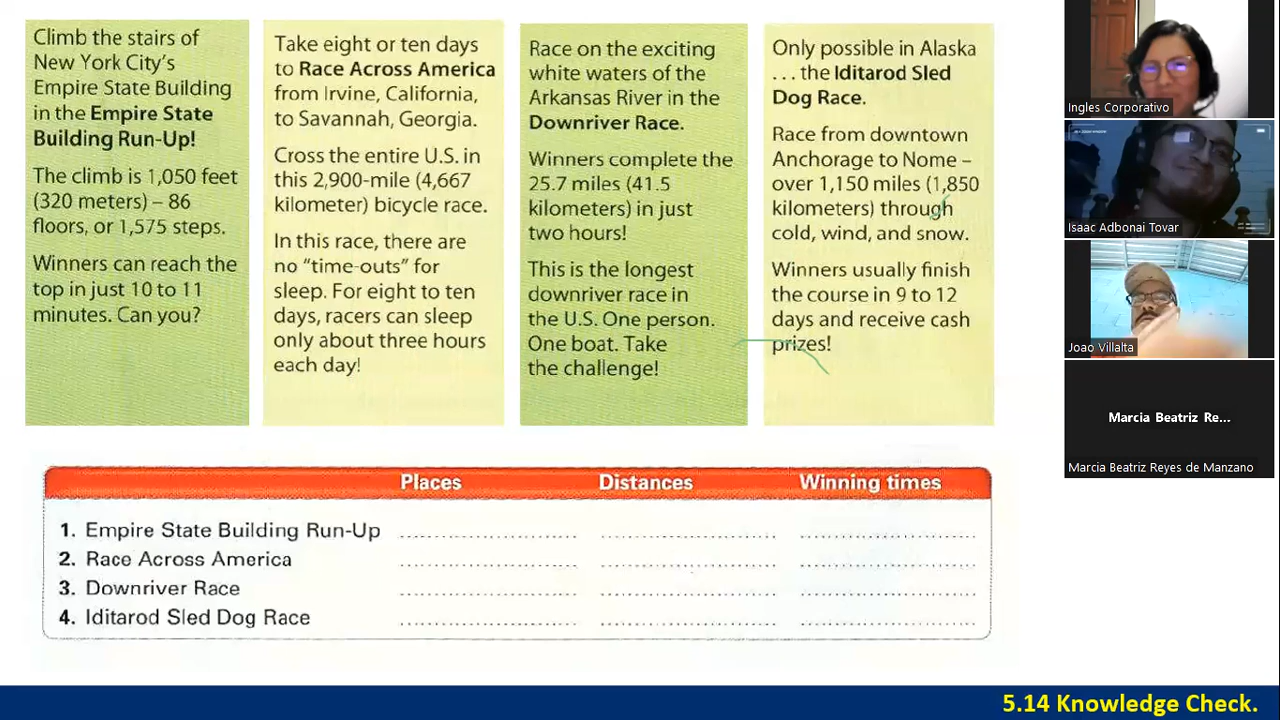 Climb the stairs of
New York City's
Empire State Building
in the Empire State
Building Run-Up!
The climb is 1,050 feet
(320 meters) – 86
floors, or 1,575 steps.
Winners can reach the
top in just 10 to 11
minutes. Can you?
Take eight or ten days
to Race Across America
from Irvine, California,
to Savannah, Georgia.
Cross the entire U.S. in
this 2,900-mile (4,667
kilometer) bicycle race.
In this race, there are
no "time-outs" for
sleep. For eight to ten
days, racers can sleep
only about three hours
each day!
Race on the exciting
white waters of the
Arkansas River in the
Downriver Race.
Winners complete the
25.7 miles (41.5
kilometers) in just
two hours!
This is the longest
downriver race in
the U.S. One person.
One boat. Take
the challenge!
Only possible in Alaska
... the Iditarod Sled
Dog Race.
Race from downtown
Anchorage to Nome –
over 1,150 miles (1,850
kilometers) through
cold, wind, and snow.
Winners usually finish
the course in 9 to 12
days and receive cash
prizes!
Places Distances Winning times
1. Empire State Building Run-Up
2. Race Across America
3. Downriver Race
4. Iditarod Sled Dog Race
5.14 Knowledge Check.
Ingles Corporativo
Isaac Adbonai Tovar
Joao Villalta
Marcia Beatriz Re...
Marcia Beatriz Reyes de Manzano